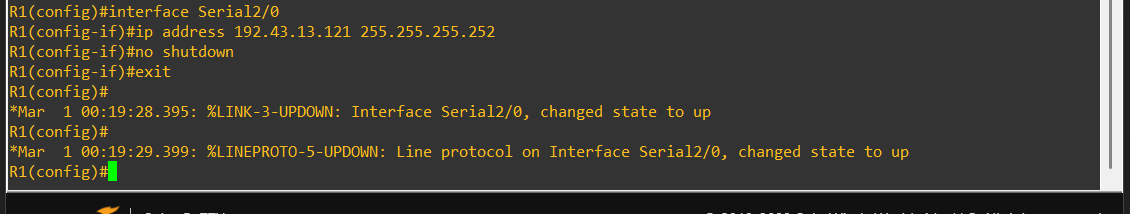 R1(config)#interface Serial2/0
R1(config-if)#ip address 192.43.13.121 255.255.255.252
R1(config-if)#no shutdown
R1(config-if)#exit
R1(config)#
*Mar  1 00:19:28.395: %LINK-3-UPDOWN: Interface Serial2/0, changed state to up
R1(config)#
*Mar  1 00:19:29.399: %LINEPROTO-5-UPDOWN: Line protocol on Interface Serial2/0, changed state to up
R1(config)#